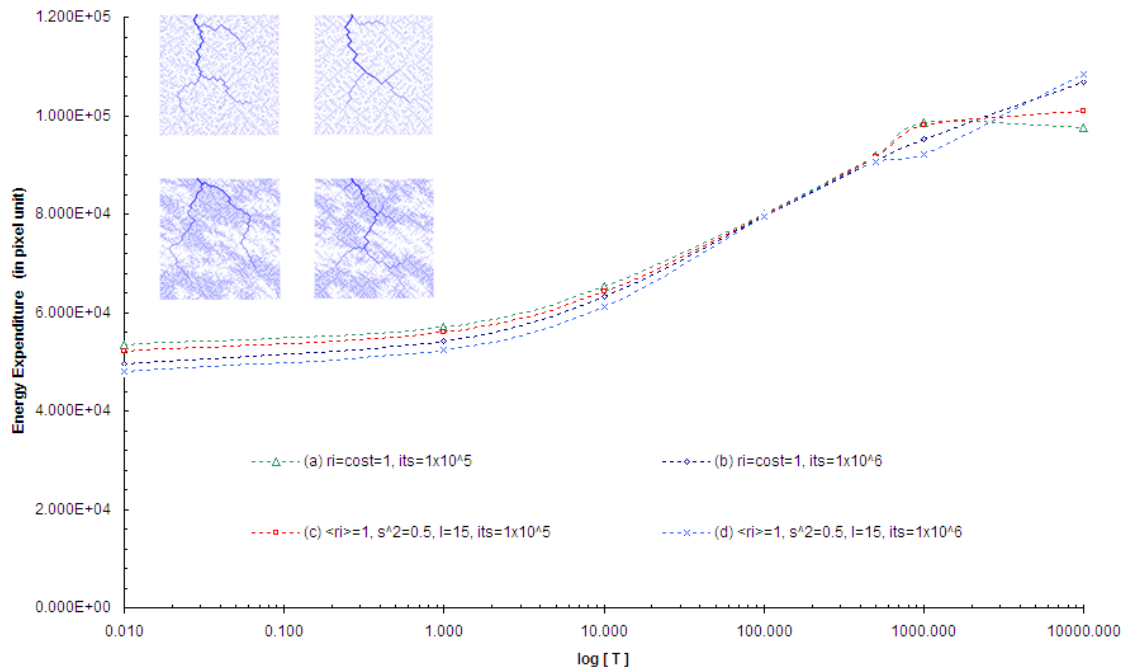 1.200E+05
1.000E+05
8.000E+04
6.000E+04
4.000E+04
2.000E+04
0.000E+00
Energy Expenditure (in pixel unit)
(a) ri=cost=1, its=1x10^5
(b) ri=cost=1, its=1x10^6
(c) <ri>=1, s^2=0.5, l=15, its=1x10^5
(d) <ri>=1, s^2=0.5, l=15, its=1x10^6
0.010 0.100 1.000 10.000 100.000 1000.000 10000.000
log [ T ]